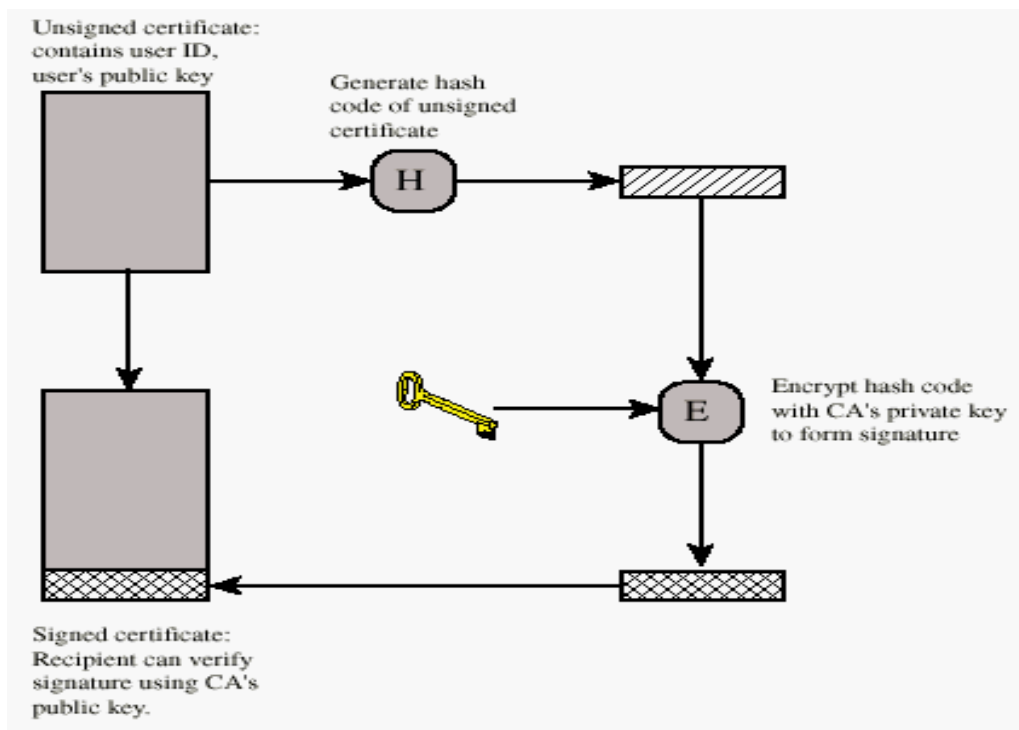 Unsigned certificate:
contains user ID,
user's public key
Generate hash
code of unsigned
certificate
H
E
Encrypt hash code
with CA's private key
to form signature
Signed certificate:
Recipient can verify
signature using CA's
public key.